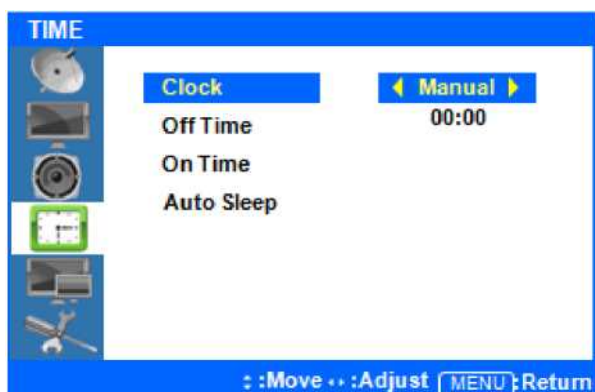 TIME
Clock Manual
Off Time 00:00
On Time
Auto Sleep
:Move :Adjust MENU :Return